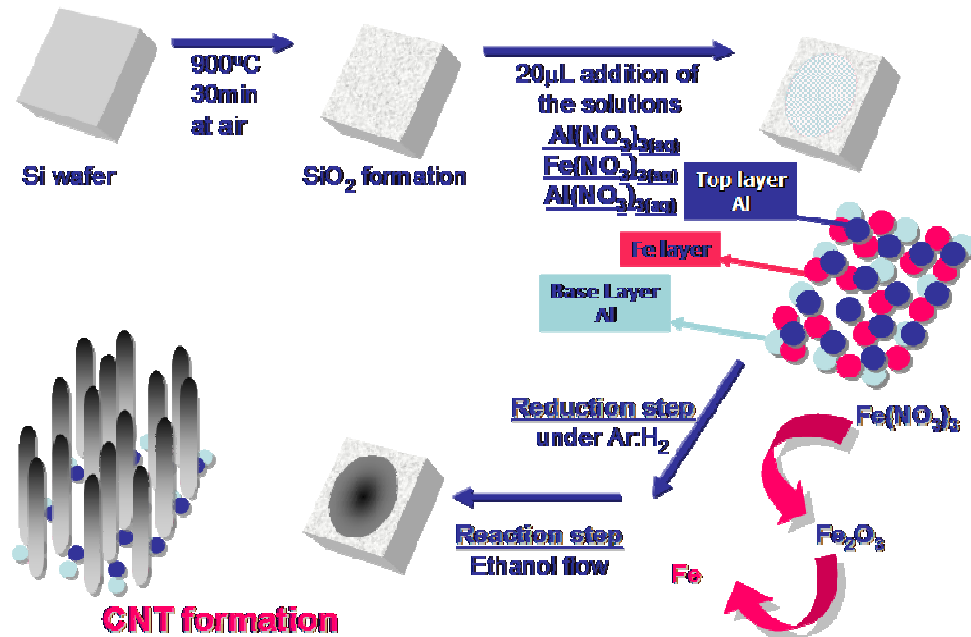 900°C
30min
at air
Si wafer
SiO₂ formation
20μL addition of
the solutions
Al(NO₃)₃(aq)
Fe(NO₃)₃(aq)
Al(NO₃)₃(aq)
Top layer
Al
Fe layer
Base Layer
Al
Reduction step
under Ar:H₂
Fe(NO₃)₃
Fe₂O₃
Fe
Reaction step
Ethanol flow
CNT formation